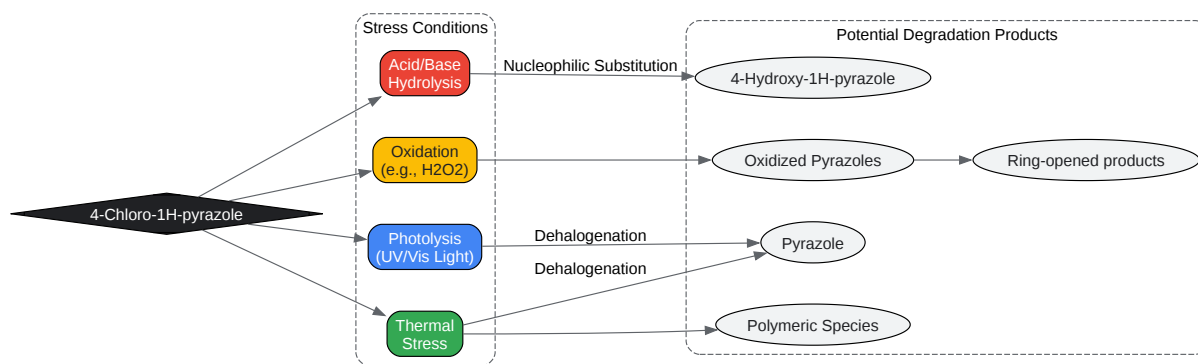 Stress Conditions
Potential Degradation Products
Acid/Base
Hydrolysis
Nucleophilic Substitution
4-Hydroxy-1H-pyrazole
Oxidation
(e.g., H2O2)
Oxidized Pyrazoles
Ring-opened products
4-Chloro-1H-pyrazole
Photolysis
(UV/Vis Light)
Dehalogenation
Pyrazole
Dehalogenation
Thermal
Stress
Polymeric Species